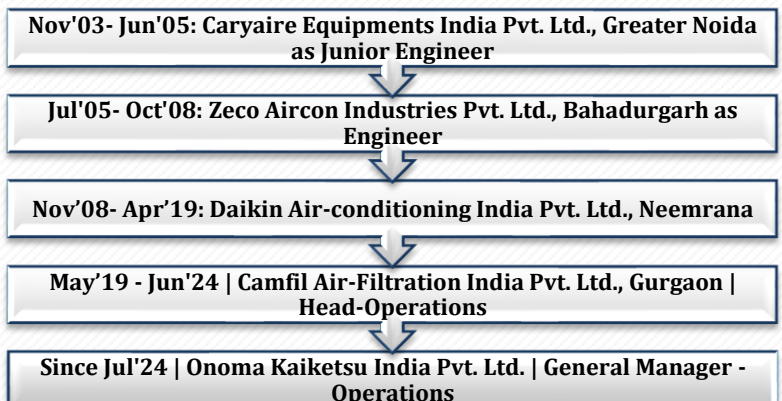 Nov'03- Jun'05: Caryaire Equipments India Pvt. Ltd., Greater Noida
as Junior Engineer
Jul'05- Oct'08: Zeco Aircon Industries Pvt. Ltd., Bahadurgarh as
Engineer
Nov’08- Apr’19: Daikin Air-conditioning India Pvt. Ltd., Neemrana
May’19 - Jun'24 | Camfil Air-Filtration India Pvt. Ltd., Gurgaon |
Head-Operations
Since Jul'24 | Onoma Kaiketsu India Pvt. Ltd. | General Manager -
Operations